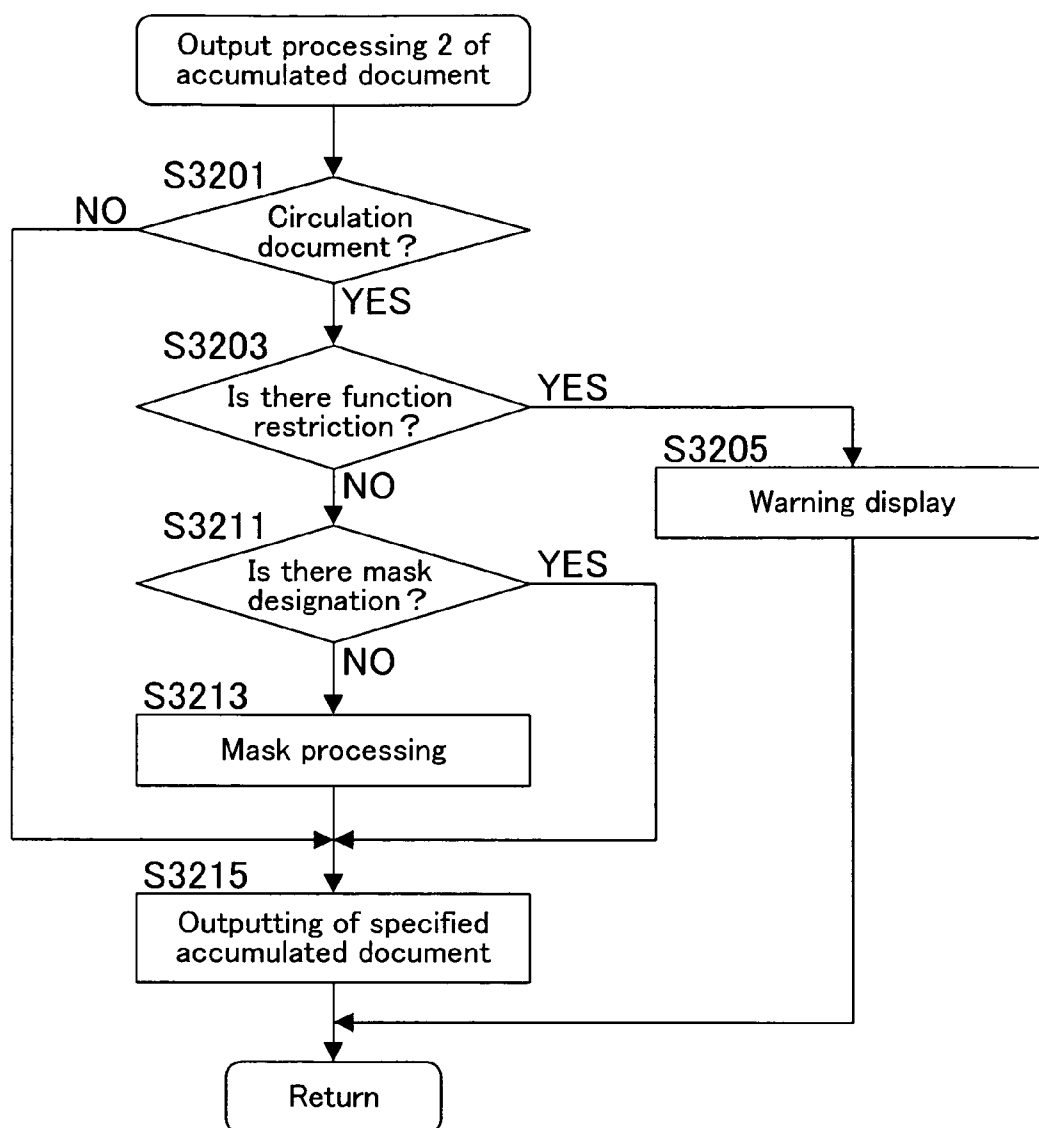 Output processing 2 of
accumulated document
S3201
NO
Circulation
document?
YES
S3203
Is there function
restriction?
YES
NO
S3205
Warning display
S3211
Is there mask
designation?
YES
NO
S3213
Mask processing
S3215
Outputting of specified
accumulated document
Return